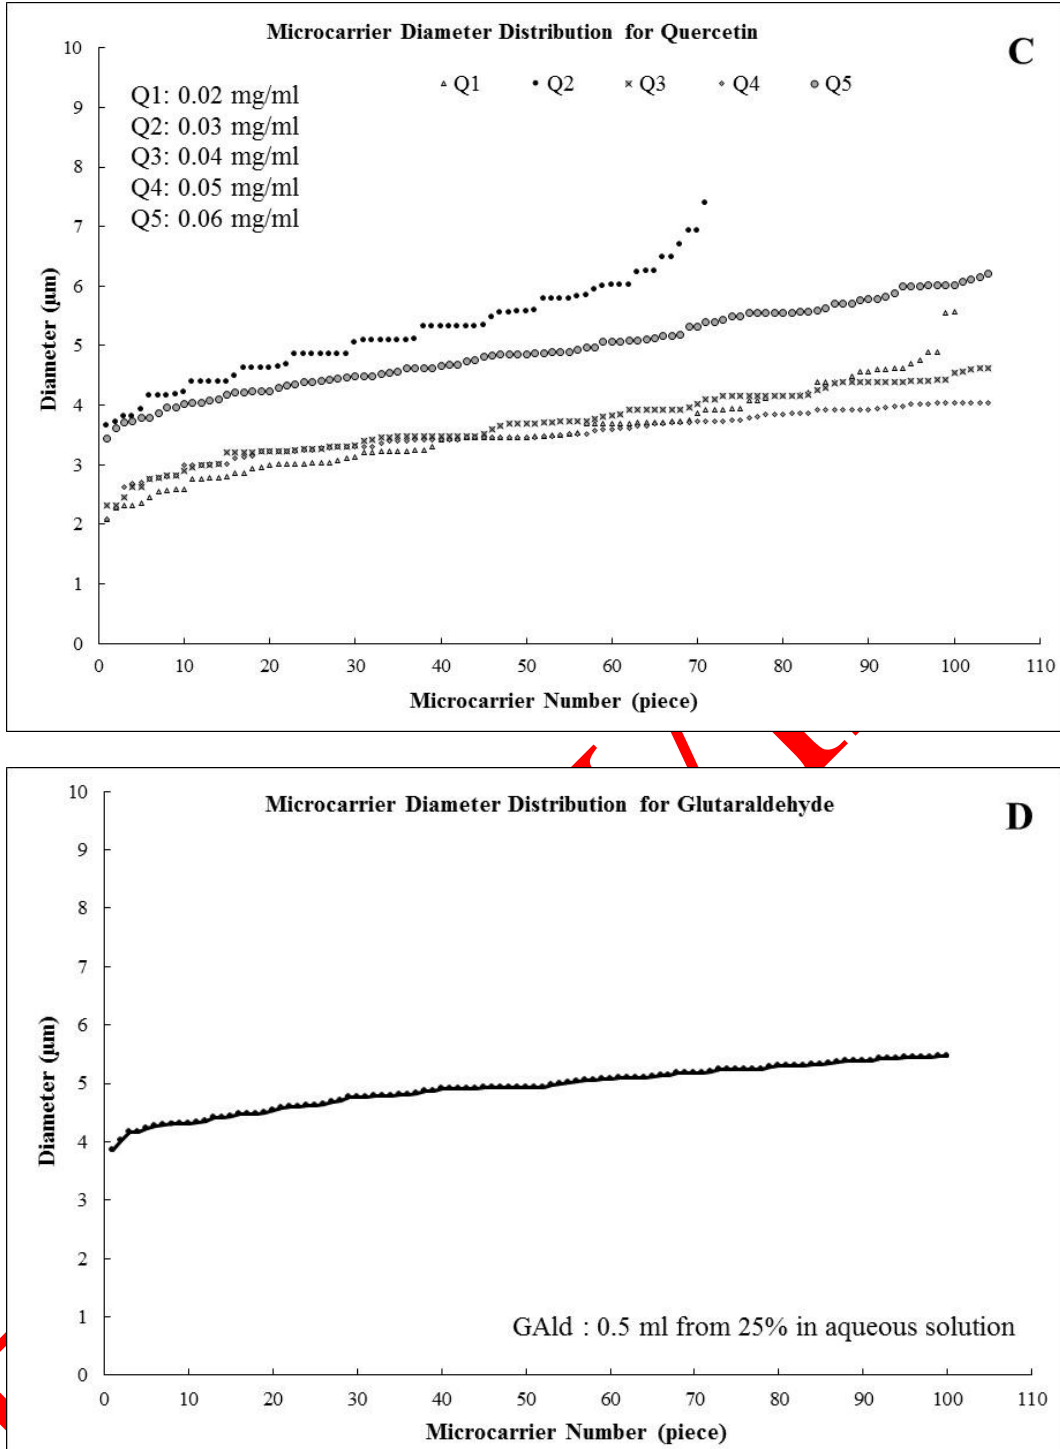 Microcarrier Diameter Distribution for Quercetin
C
Q1 Q2 Q3 Q4 Q5
Q1: 0.02 mg/ml
Q2: 0.03 mg/ml
Q3: 0.04 mg/ml
Q4: 0.05 mg/ml
Q5: 0.06 mg/ml
Diameter (µm)
10
9
8
7
6
5
4
3
2
1
0
0 10 20 30 40 50 60 70 80 90 100 110
Microcarrier Number (piece)
Microcarrier Diameter Distribution for Glutaraldehyde
D
Diameter (µm)
10
9
8
7
6
5
4
3
2
1
0
GAld : 0.5 ml from 25% in aqueous solution
0 10 20 30 40 50 60 70 80 90 100 110
Microcarrier Number (piece)